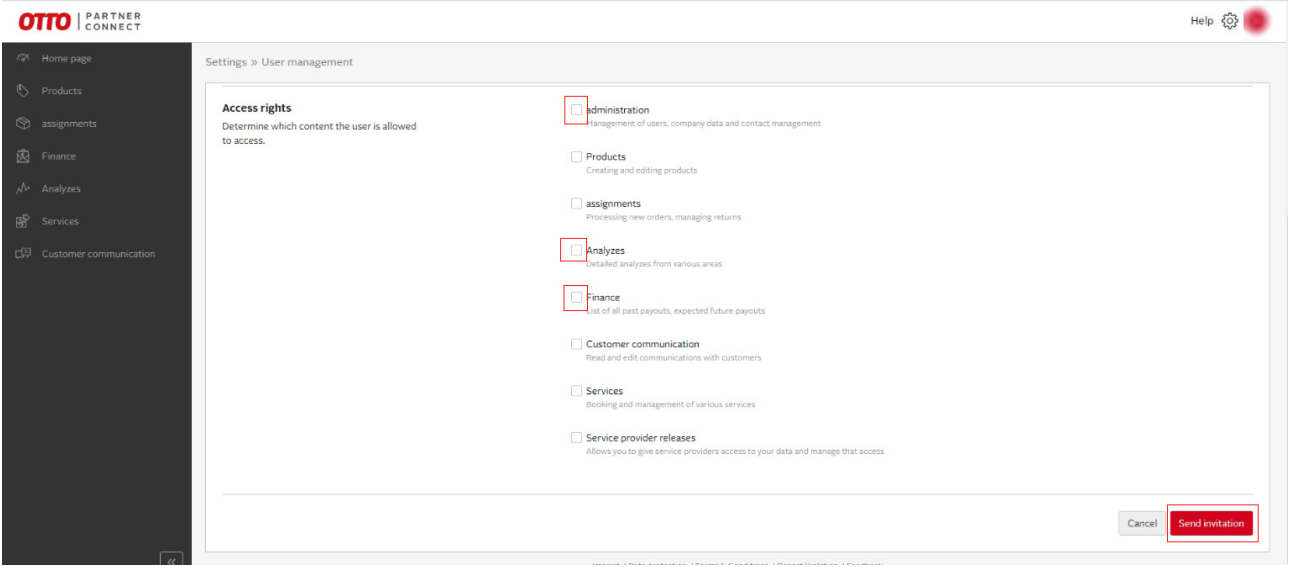 OTTO | PARTNER
CONNECT
Help
Home page
Products
assignments
Finance
Analyzes
Services
Customer communication
Settings » User management
Access rights
Determine which content the user is allowed
to access.
administration
Management of users, company data and contact management
Products
Creating and editing products
assignments
Processing new orders, managing returns
Analyzes
Detailed analyzes from various areas
Finance
List of all past payouts, expected future payouts
Customer communication
Read and edit communications with customers
Services
Booking and management of various services
Service provider releases
Allows you to give service providers access to your data and manage that access
Cancel
Send invitation